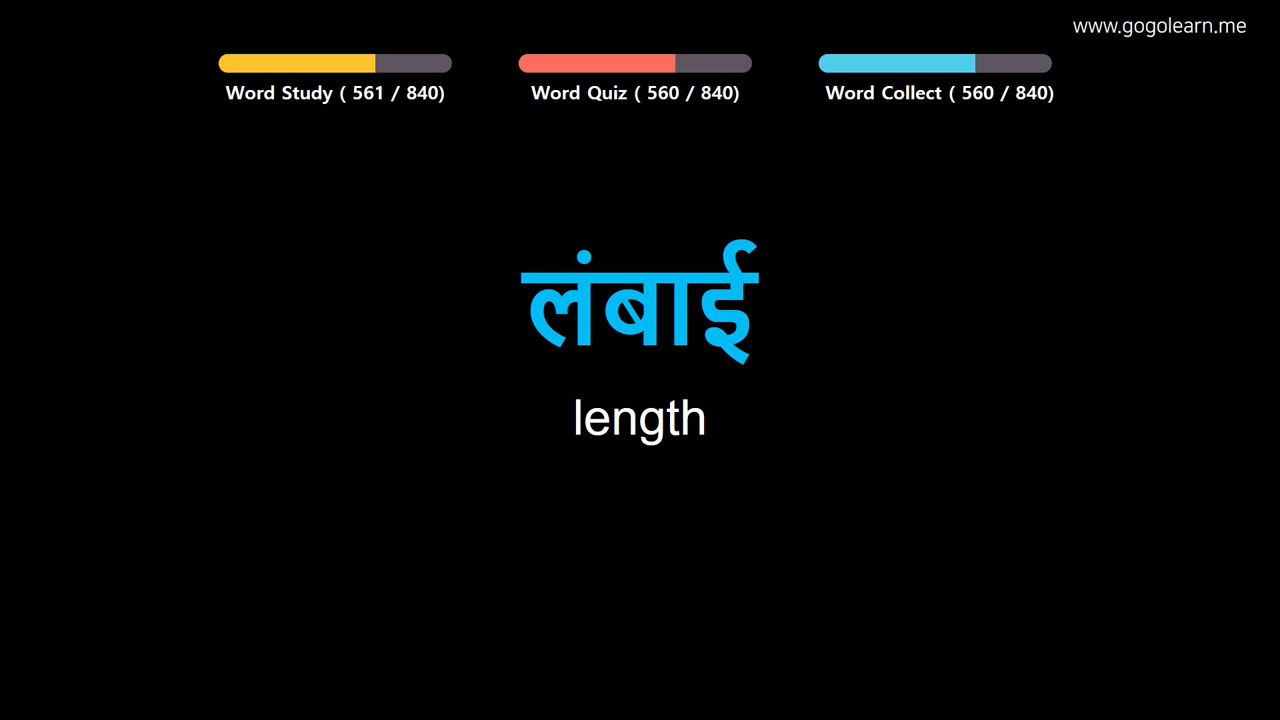 www.gogolearn.me
Word Study ( 561 / 840) Word Quiz ( 560 / 840) Word Collect ( 560 / 840)
लंबाई
length